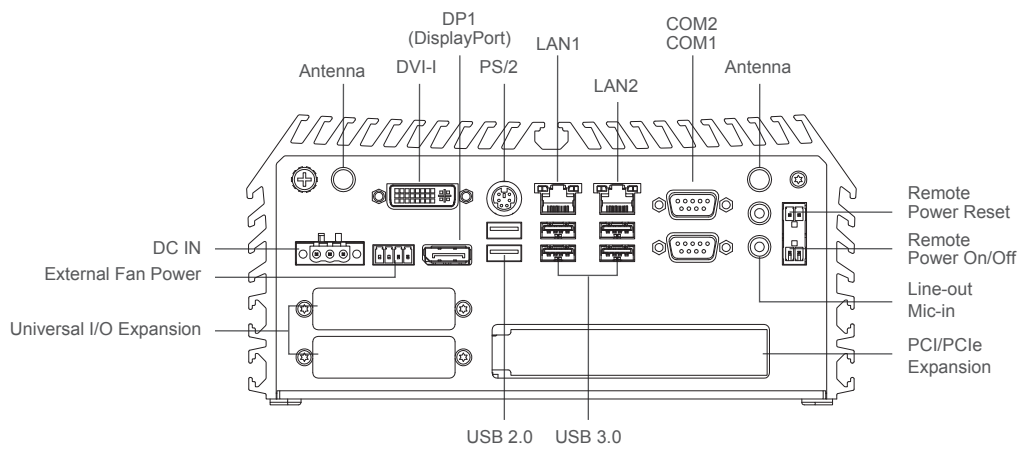 DP1
(DisplayPort)
COM2
COM1
LAN1
Antenna
DVI-I
PS/2
LAN2
Antenna
Remote
Power Reset
DC IN
Remote
Power On/Off
External Fan Power
Line-out
Mic-in
Universal I/O Expansion
PCI/PCIe
Expansion
USB 2.0
USB 3.0